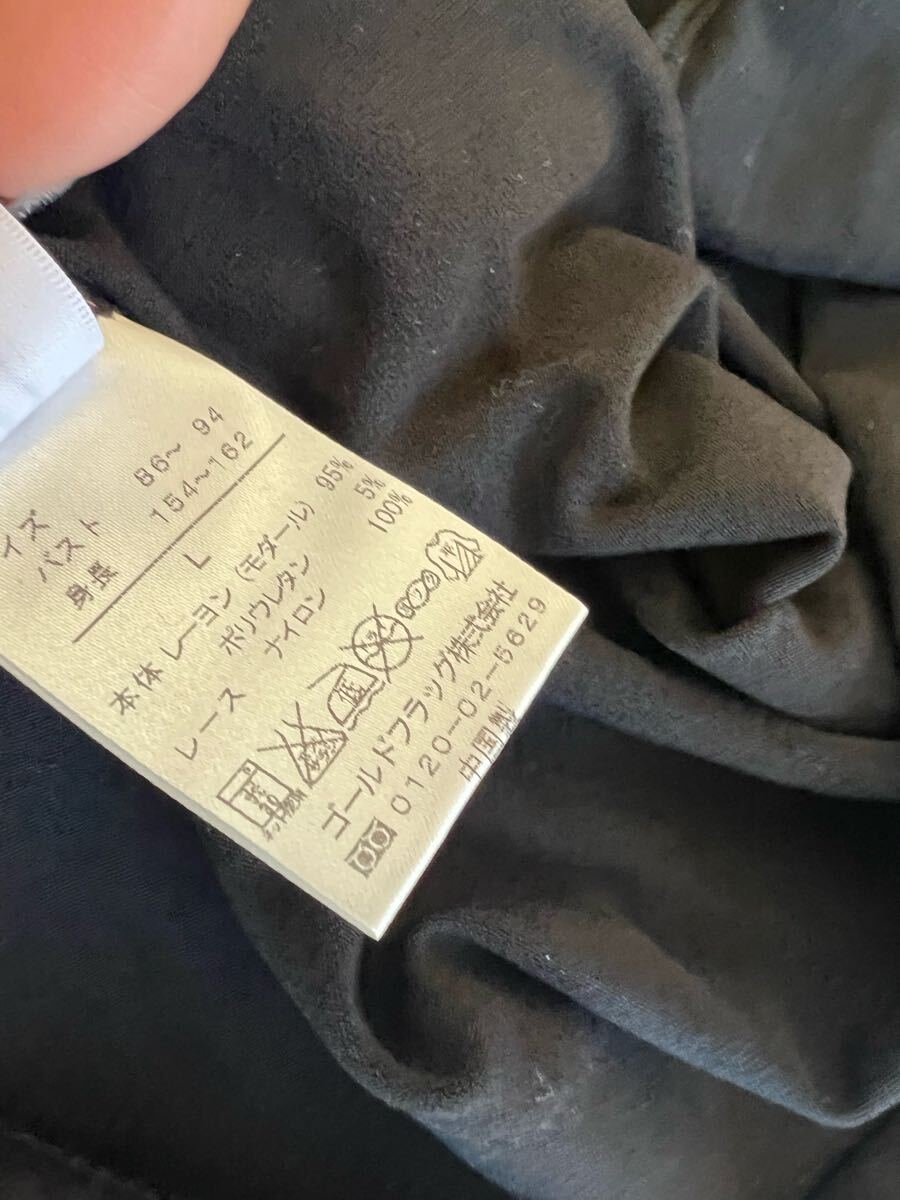 イズ
バスト 86～ 94
身長 154～162
L
本体 レーヨン (モダール) 95%
ポリウレタン 5%
レース ナイロン 100%
ゴールドフラッグ株式会社
0120-02-5629
中国製